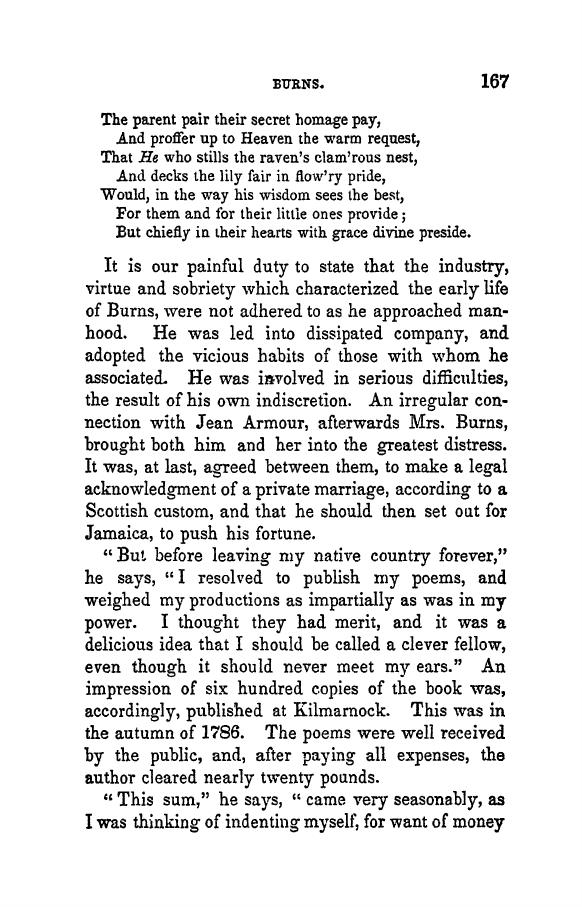 BURNS. 167
The parent pair their secret homage pay,
And proffer up to Heaven the warm request,
That He who stills the raven's clam'rous nest,
And decks the lily fair in flow'ry pride,
Would, in the way his wisdom sees the best,
For them and for their little ones provide;
But chiefly in their hearts with grace divine preside.
It is our painful duty to state that the industry,
virtue and sobriety which characterized the early life
of Burns, were not adhered to as he approached man-
hood. He was led into dissipated company, and
adopted the vicious habits of those with whom he
associated. He was involved in serious difficulties,
the result of his own indiscretion. An irregular con-
nection with Jean Armour, afterwards Mrs. Burns,
brought both him and her into the greatest distress.
It was, at last, agreed between them, to make a legal
acknowledgment of a private marriage, according to a
Scottish custom, and that he should then set out for
Jamaica, to push his fortune.
"But before leaving my native country forever,"
he says, "I resolved to publish my poems, and
weighed my productions as impartially as was in my
power. I thought they had merit, and it was a
delicious idea that I should be called a clever fellow,
even though it should never meet my ears." An
impression of six hundred copies of the book was,
accordingly, published at Kilmarnock. This was in
the autumn of 1786. The poems were well received
by the public, and, after paying all expenses, the
author cleared nearly twenty pounds.
"This sum," he says, "came very seasonably, as
I was thinking of indenting myself, for want of money